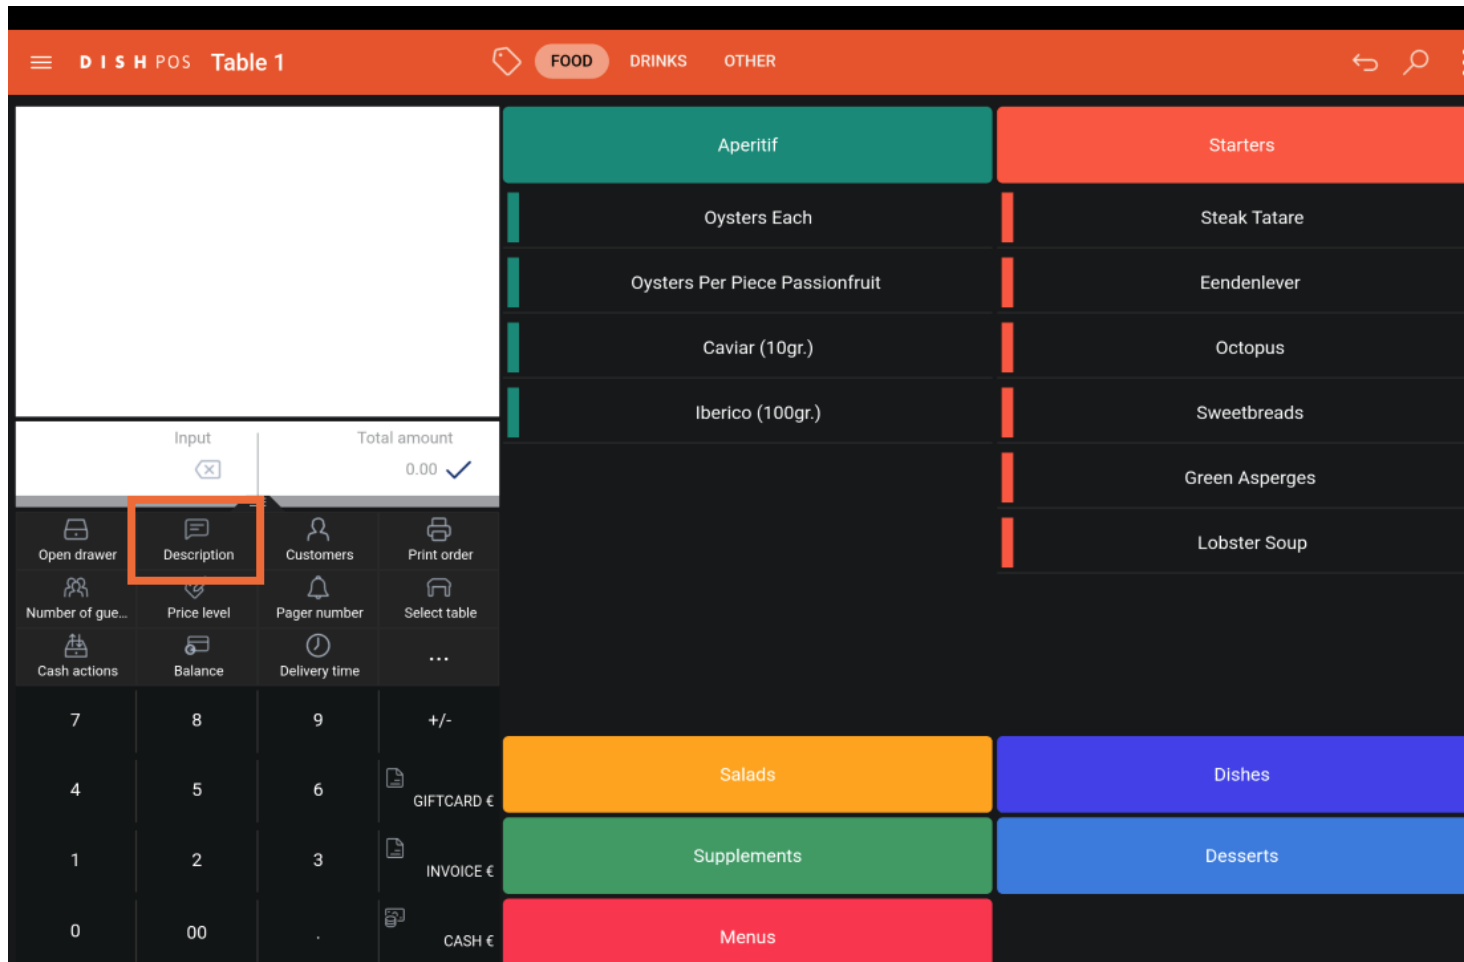 DISH POS Table 1
FOOD
DRINKS
OTHER
Input
Total amount
0.00
Open drawer
Description
Customers
Print order
Number of gue...
Price level
Pager number
Select table
Cash actions
Balance
Delivery time
...
7
8
9
+/-
4
5
6
GIFTCARD €
1
2
3
INVOICE €
0
00
.
CASH €
Aperitif
Oysters Each
Oysters Per Piece Passionfruit
Caviar (10gr.)
Iberico (100gr.)
Starters
Steak Tatare
Eendenlever
Octopus
Sweetbreads
Green Asperges
Lobster Soup
Salads
Dishes
Supplements
Desserts
Menus